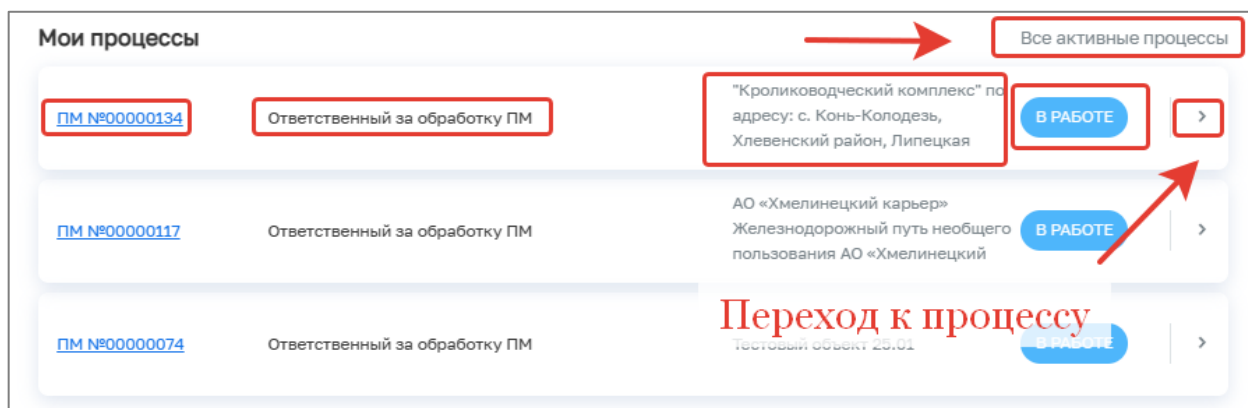 Мои процессы
Все активные процессы
ПМ №00000134
Ответственный за обработку ПМ
"Кролиководческий комплекс" по
адресу: с. Конь-Колодезь,
Хлевенский район, Липецкая
В РАБОТЕ
ПМ №00000117
Ответственный за обработку ПМ
АО «Хмелинецкий карьер»
Железнодорожный путь необщего
пользования АО «Хмелинецкий
В РАБОТЕ
Переход к процессу
ПМ №00000074
Ответственный за обработку ПМ
Тестовый объект 25.01
В РАБОТЕ